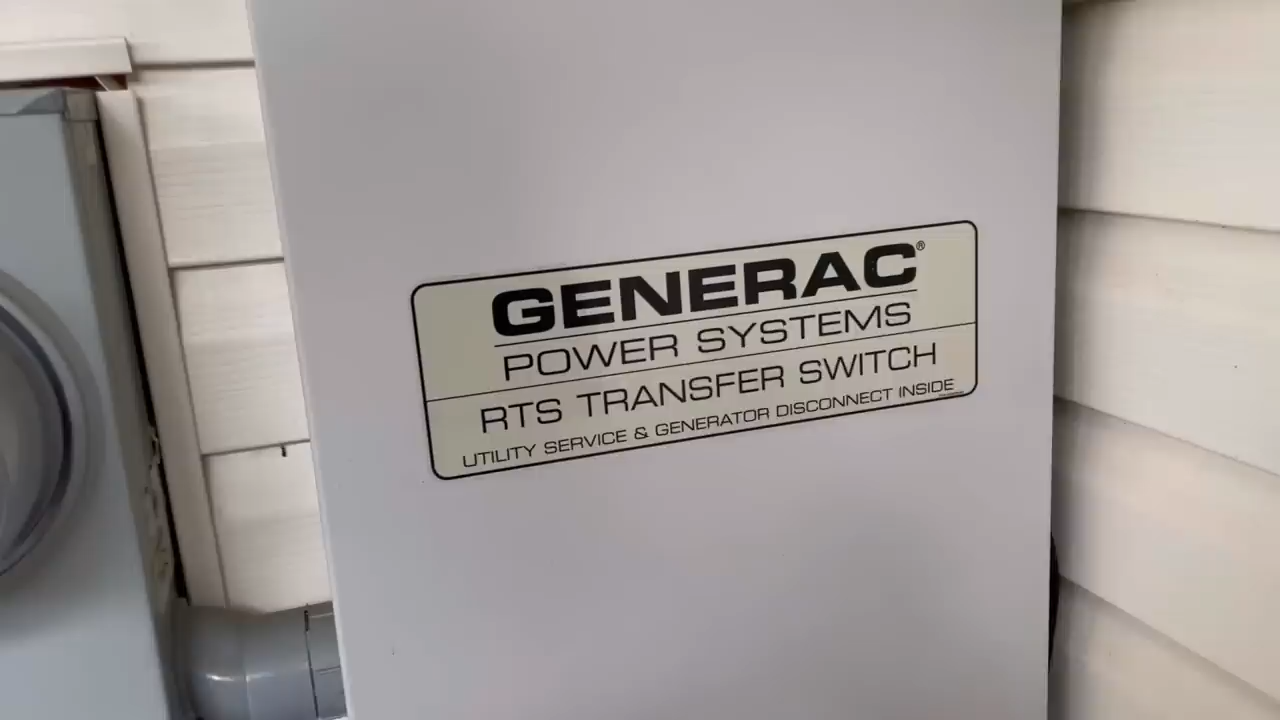 GENERAC®
POWER SYSTEMS
RTS TRANSFER SWITCH
UTILITY SERVICE & GENERATOR DISCONNECT INSIDE